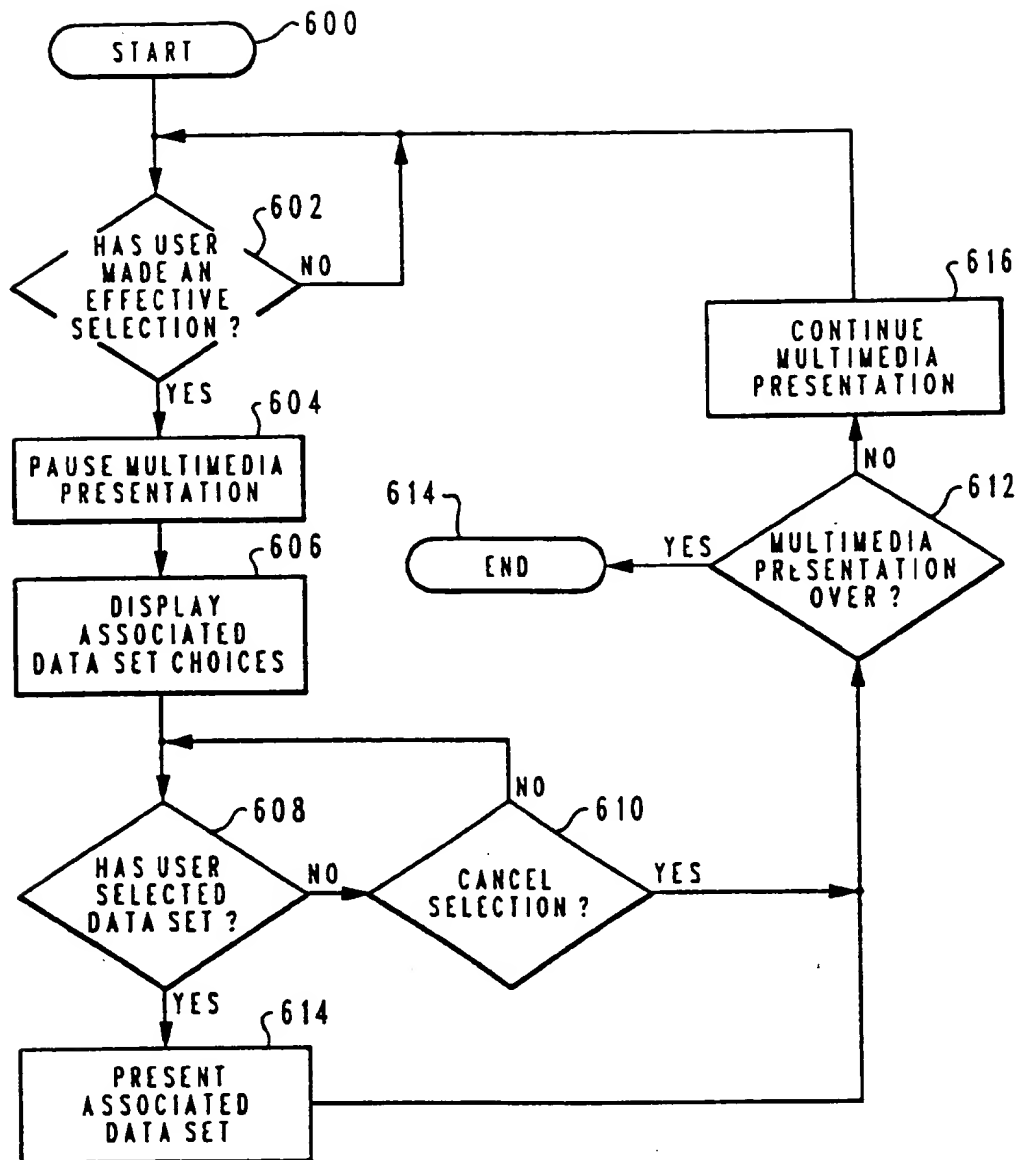 600
START
602
HAS USER
MADE AN
EFFECTIVE
SELECTION ?
NO
YES
604
PAUSE MULTIMEDIA
PRESENTATION
606
DISPLAY
ASSOCIATED
DATA SET CHOICES
608
HAS USER
SELECTED
DATA SET ?
NO
610
CANCEL
SELECTION ?
NO
YES
YES
614
PRESENT
ASSOCIATED
DATA SET
612
MULTIMEDIA
PRESENTATION
OVER ?
YES
614
END
NO
616
CONTINUE
MULTIMEDIA
PRESENTATION